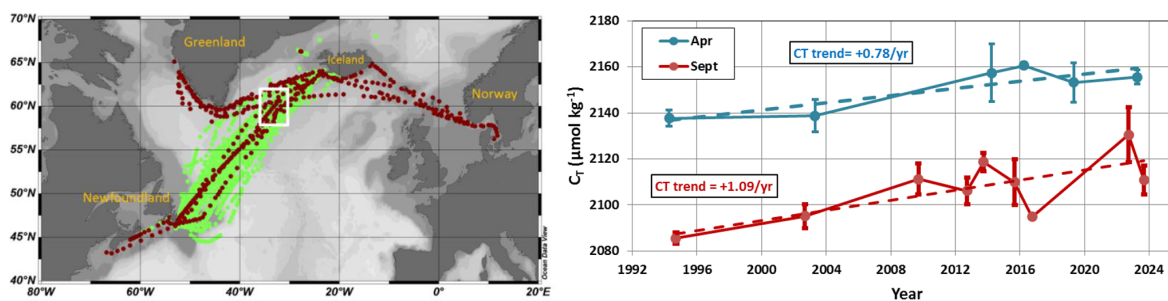 70°N
65°N
60°N
55°N
50°N
45°N
40°N
80°W
60°W
40°W
20°W
0°W
20°E
Greenland
Iceland
Norway
Newfoundland
Ocean Data View
2180
2160
2140
2120
2100
2080
C_T (µmol kg⁻¹)
Apr
Sept
CT trend= +0.78/yr
CT trend = +1.09/yr
1992
1996
2000
2004
2008
2012
2016
2020
2024
Year